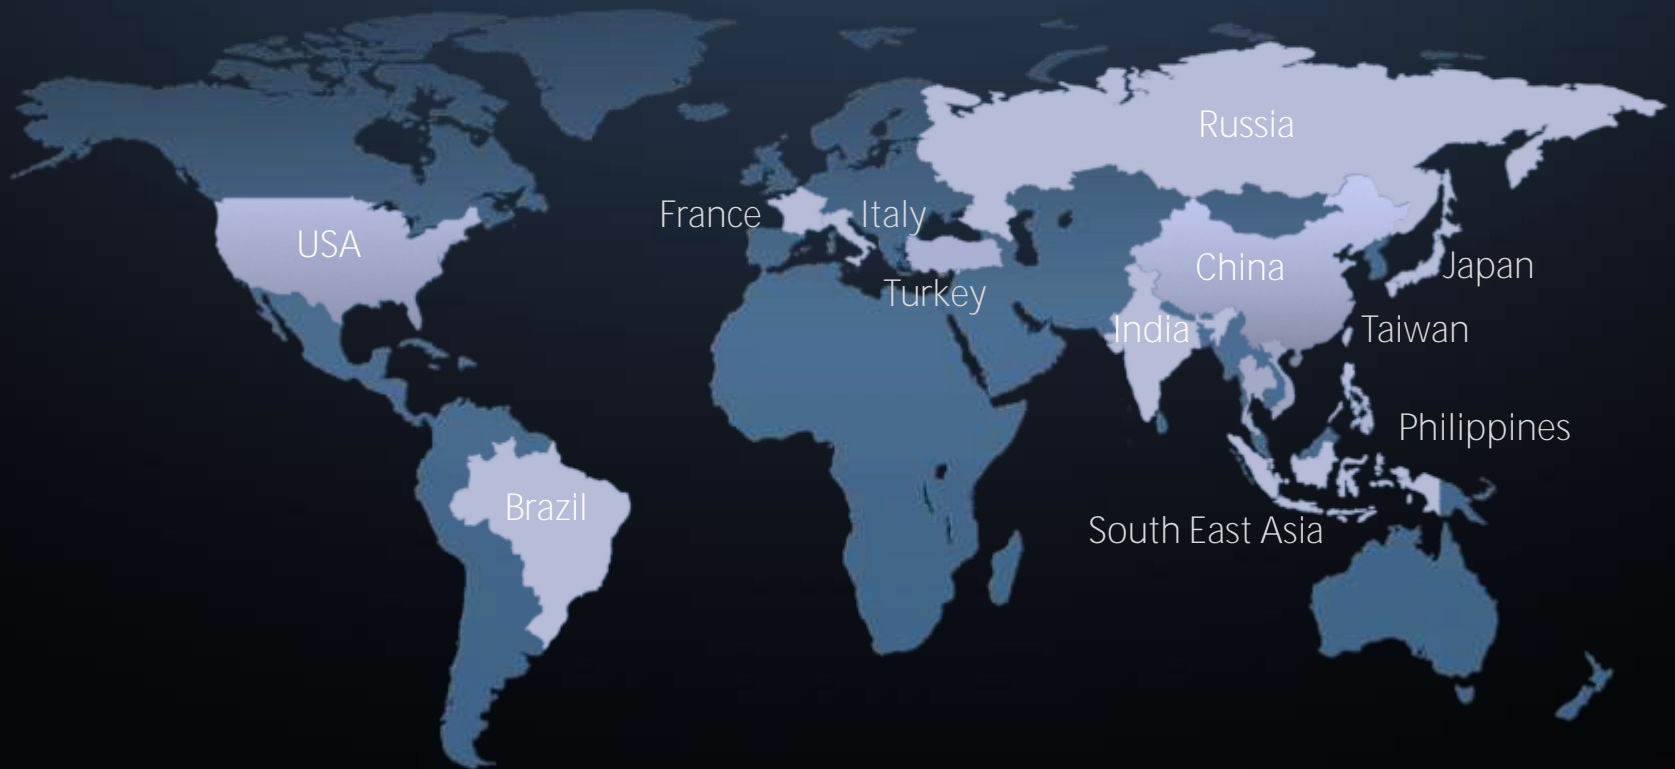 Russia
France
Italy
USA
China
Japan
Turkey
India
Taiwan
Philippines
Brazil
South East Asia